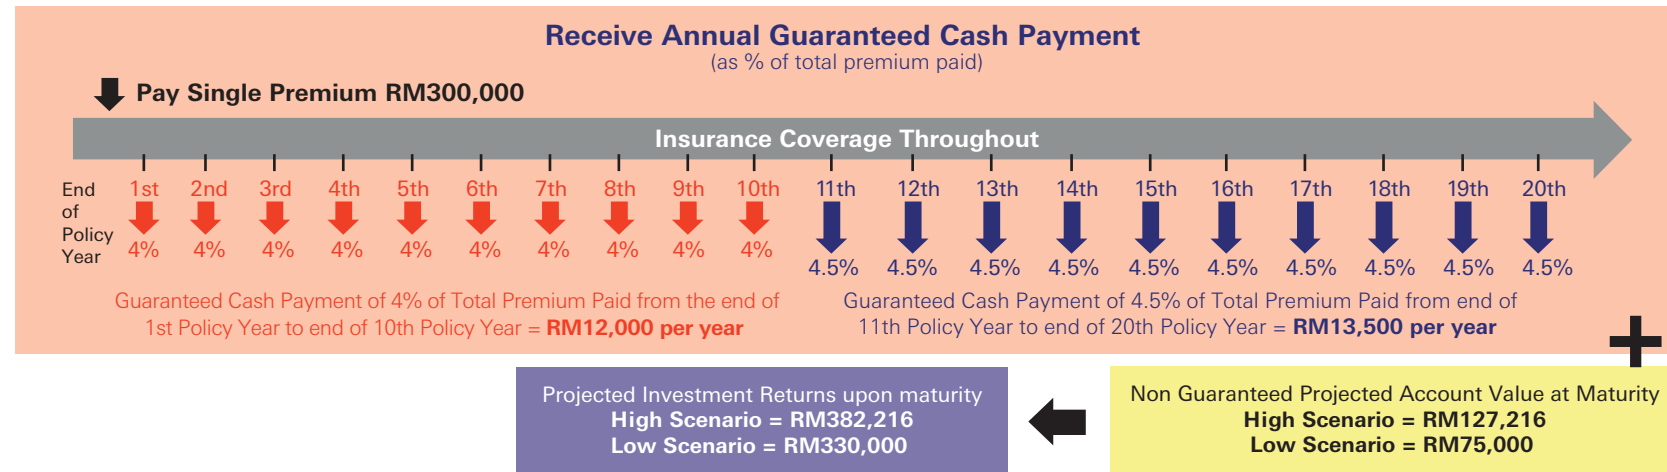 Receive Annual Guaranteed Cash Payment
(as % of total premium paid)
Pay Single Premium RM300,000
Insurance Coverage Throughout
End of Policy Year
1st 2nd 3rd 4th 5th 6th 7th 8th 9th 10th 11th 12th 13th 14th 15th 16th 17th 18th 19th 20th
4% 4% 4% 4% 4% 4% 4% 4% 4% 4% 4.5% 4.5% 4.5% 4.5% 4.5% 4.5% 4.5% 4.5% 4.5% 4.5%
Guaranteed Cash Payment of 4% of Total Premium Paid from the end of
1st Policy Year to end of 10th Policy Year = RM12,000 per year
Guaranteed Cash Payment of 4.5% of Total Premium Paid from end of
11th Policy Year to end of 20th Policy Year = RM13,500 per year
+
Projected Investment Returns upon maturity
High Scenario = RM382,216
Low Scenario = RM330,000
Non Guaranteed Projected Account Value at Maturity
High Scenario = RM127,216
Low Scenario = RM75,000